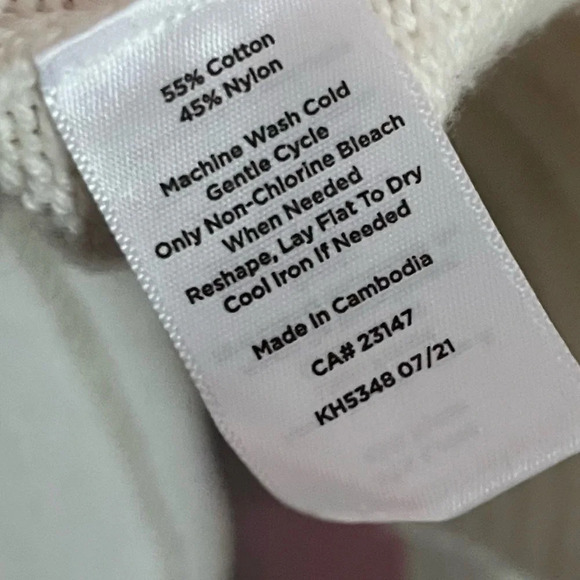 55% Cotton
45% Nylon
Machine Wash Cold
Gentle Cycle
Only Non-Chlorine Bleach
When Needed
Reshape, Lay Flat To Dry
Cool Iron If Needed
Made In Cambodia
CA# 23147
KH5348 07/21